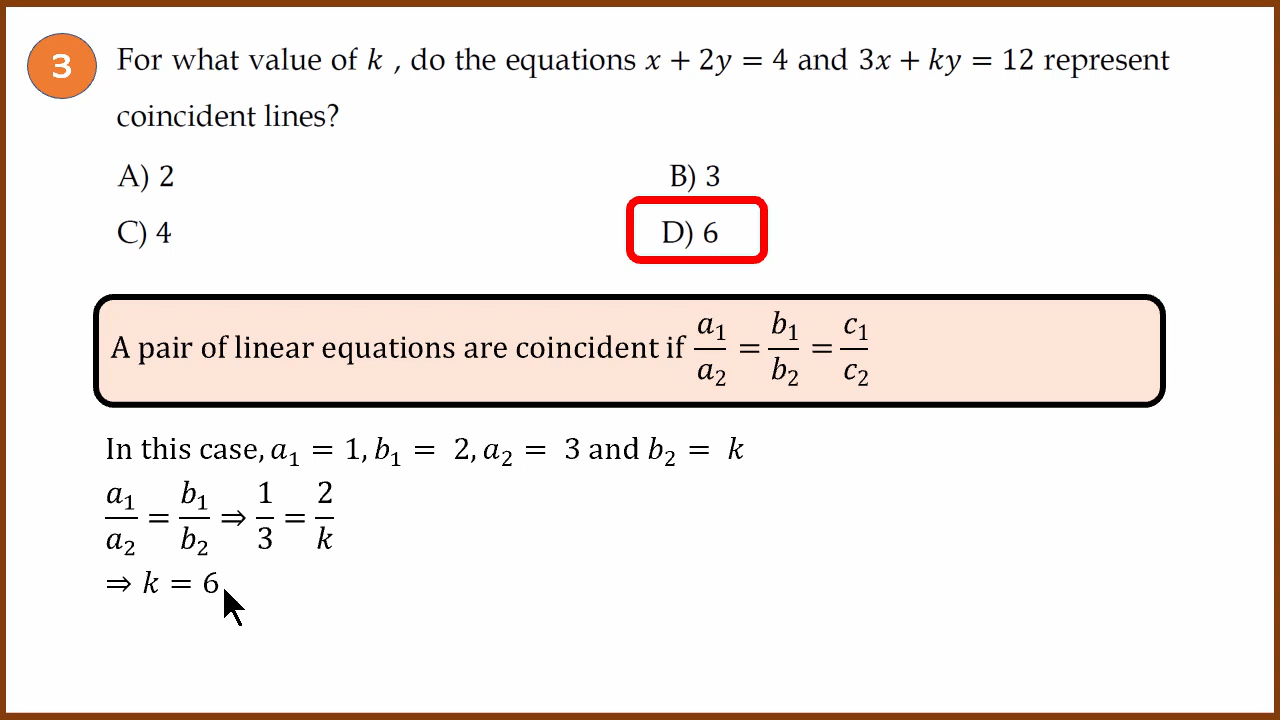 3
For what value of k , do the equations x + 2y = 4 and 3x + ky = 12 represent
coincident lines?
A) 2 B) 3
C) 4 D) 6
A pair of linear equations are coincident if a₁/a₂ = b₁/b₂ = c₁/c₂
In this case, a₁ = 1, b₁ = 2, a₂ = 3 and b₂ = k
a₁/a₂ = b₁/b₂ ⇒ 1/3 = 2/k
⇒ k = 6